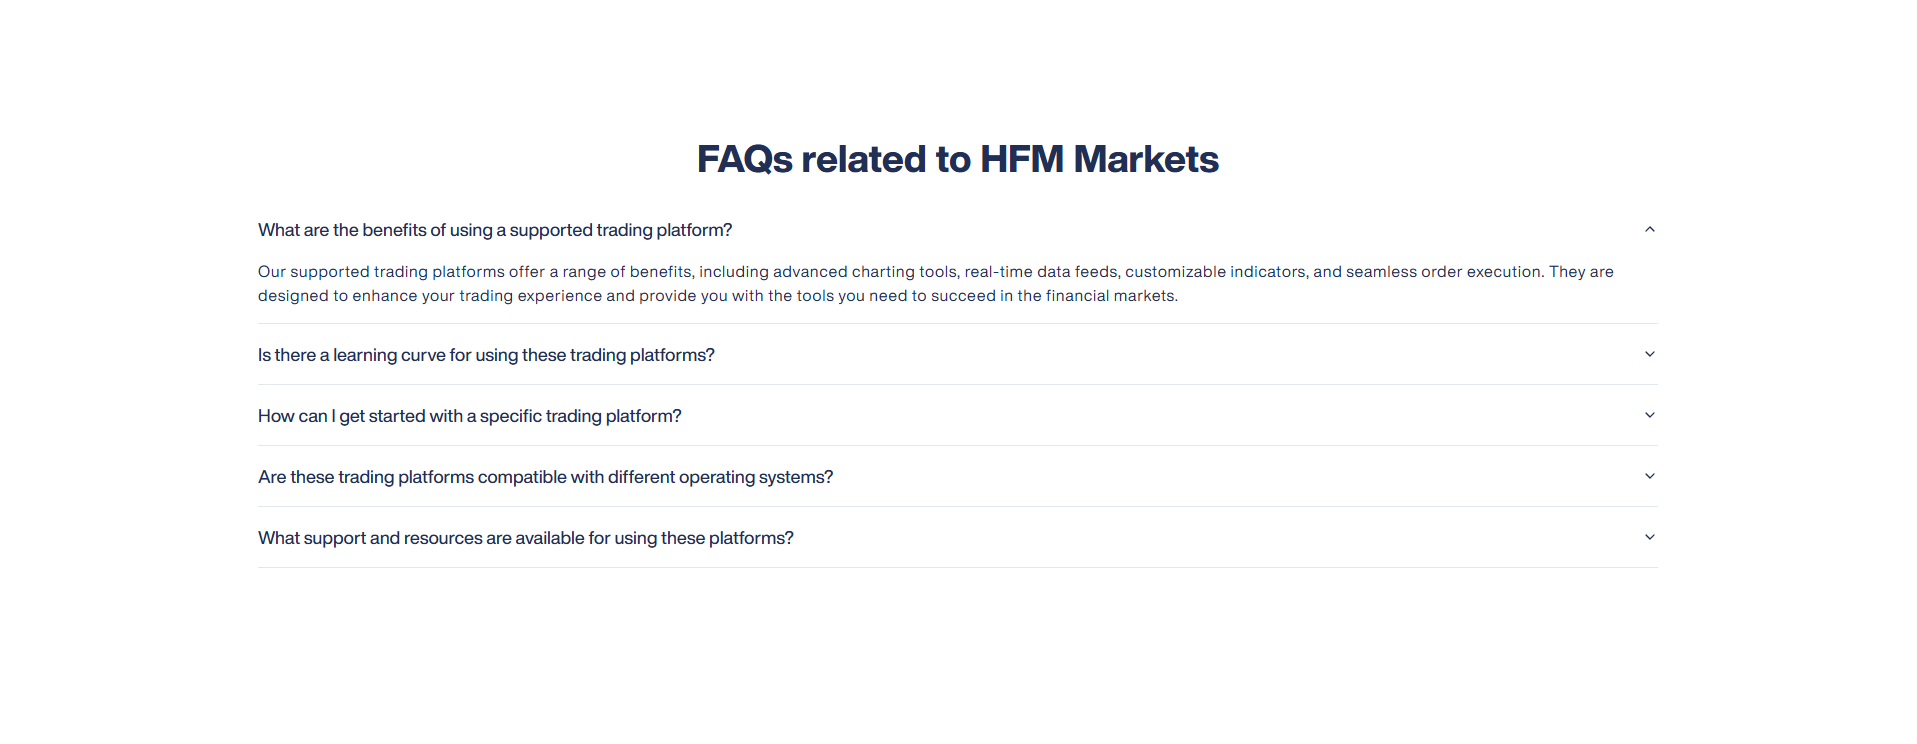 FAQs related to HFM Markets
What are the benefits of using a supported trading platform?
Our supported trading platforms offer a range of benefits, including advanced charting tools, real-time data feeds, customizable indicators, and seamless order execution. They are
designed to enhance your trading experience and provide you with the tools you need to succeed in the financial markets.
Is there a learning curve for using these trading platforms?
How can I get started with a specific trading platform?
Are these trading platforms compatible with different operating systems?
What support and resources are available for using these platforms?